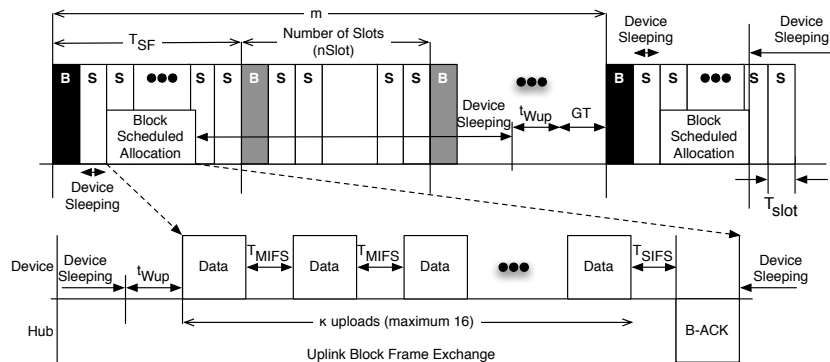 m
T_SF
Number of Slots
(nSlot)
Device
Sleeping
B S S ●●● S S B S S S S B ●●● B S S ●●● S S
Device
Sleeping
t_Wup
GT
Block
Scheduled
Allocation
Block
Scheduled
Allocation
Device
Sleeping
Device
Sleeping
T_slot
Device
Device
Sleeping
t_Wup
Data
T_MIFS
Data
T_MIFS
Data
●●●
Data
T_SIFS
Device
Sleeping
Hub
κ uploads (maximum 16)
B-ACK
Uplink Block Frame Exchange